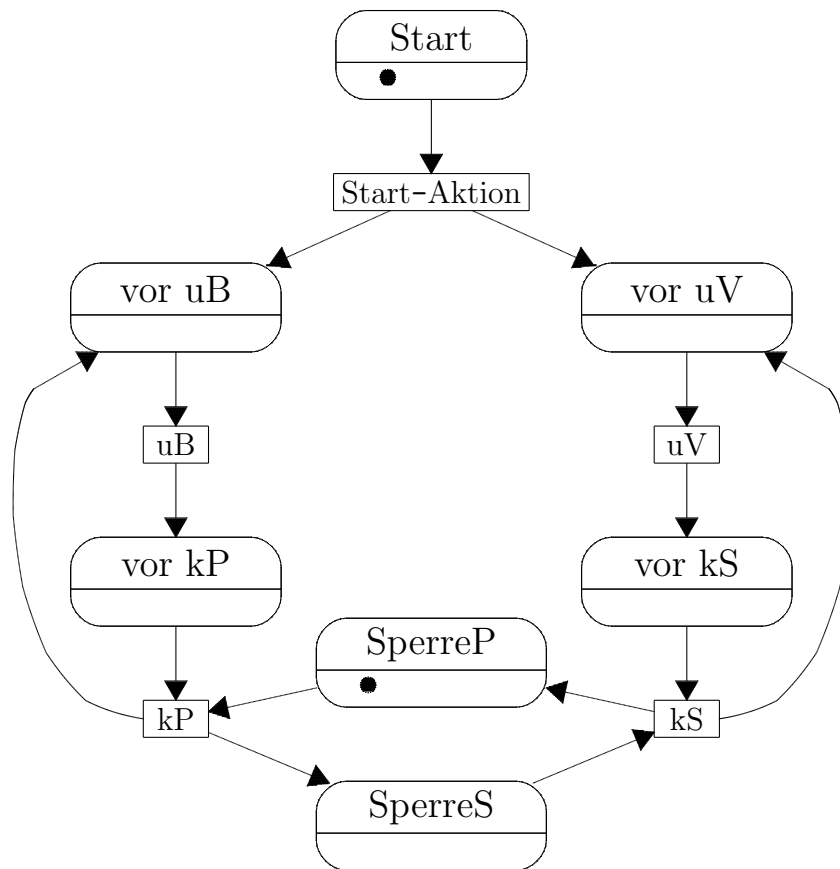 Start
Start-Aktion
vor uB
vor uV
uB
uV
vor kP
vor kS
SperreP
kP
kS
SperreS